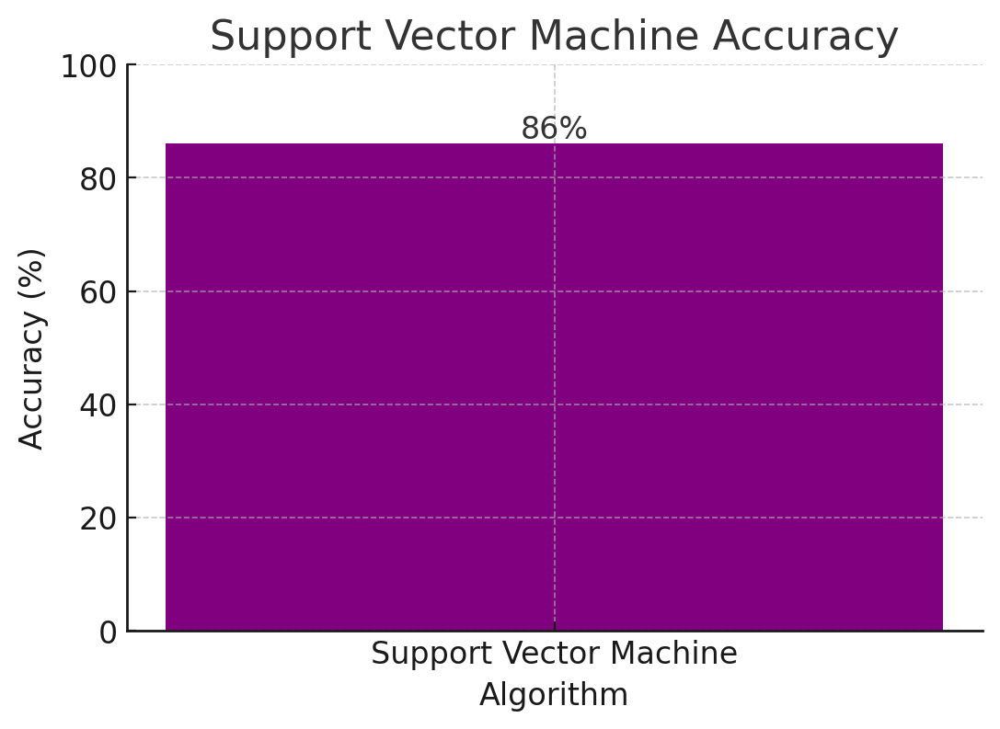 Support Vector Machine Accuracy
100
86%
80
60
Accuracy (%)
40
20
0
Support Vector Machine
Algorithm